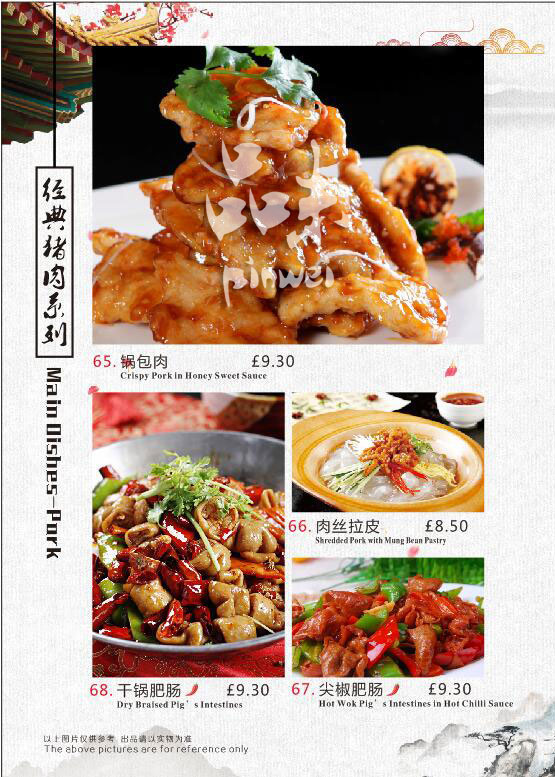 经典猪肉系列
Main Dishes-Pork
品味
pinwei
65. 锅包肉 £9.30
Crispy Pork in Honey Sweet Sauce
66. 肉丝拉皮 £8.50
Shredded Pork with Mung Bean Pastry
68. 干锅肥肠 £9.30
Dry Braised Pig’s Intestines
67. 尖椒肥肠 £9.30
Hot Wok Pig’s Intestines in Hot Chilli Sauce
以上图片仅供参考 出品请以实物为准
The above pictures are for reference only